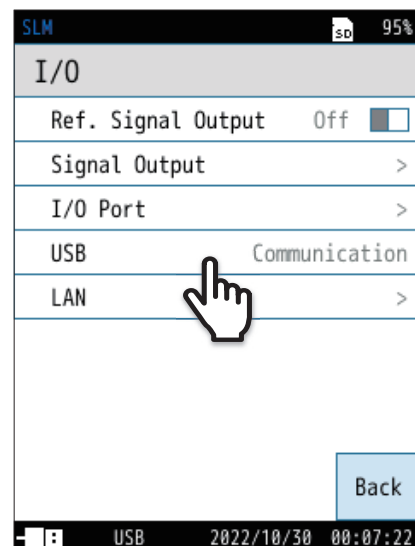 SLM SD 95%
I/O
Ref. Signal Output Off
Signal Output >
I/O Port >
USB Communication
LAN >
Back
USB 2022/10/30 00:07:22